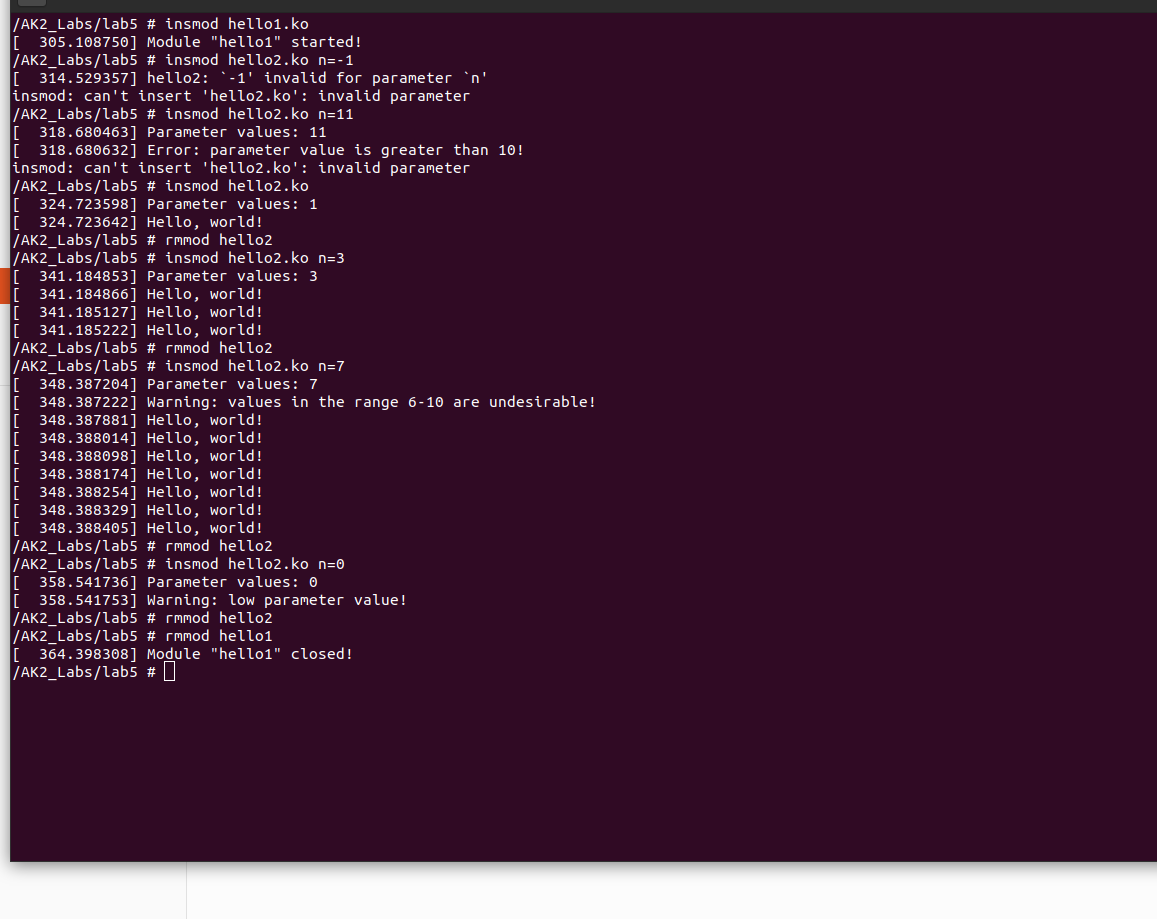 /AK2_Labs/lab5 # insmod hello1.ko
[  305.108750] Module "hello1" started!
/AK2_Labs/lab5 # insmod hello2.ko n=-1
[  314.529357] hello2: `-1' invalid for parameter `n'
insmod: can't insert 'hello2.ko': invalid parameter
/AK2_Labs/lab5 # insmod hello2.ko n=11
[  318.680463] Parameter values: 11
[  318.680632] Error: parameter value is greater than 10!
insmod: can't insert 'hello2.ko': invalid parameter
/AK2_Labs/lab5 # insmod hello2.ko
[  324.723598] Parameter values: 1
[  324.723642] Hello, world!
/AK2_Labs/lab5 # rmmod hello2
/AK2_Labs/lab5 # insmod hello2.ko n=3
[  341.184853] Parameter values: 3
[  341.184866] Hello, world!
[  341.185127] Hello, world!
[  341.185222] Hello, world!
/AK2_Labs/lab5 # rmmod hello2
/AK2_Labs/lab5 # insmod hello2.ko n=7
[  348.387204] Parameter values: 7
[  348.387222] Warning: values in the range 6-10 are undesirable!
[  348.387881] Hello, world!
[  348.388014] Hello, world!
[  348.388098] Hello, world!
[  348.388174] Hello, world!
[  348.388254] Hello, world!
[  348.388329] Hello, world!
[  348.388405] Hello, world!
/AK2_Labs/lab5 # rmmod hello2
/AK2_Labs/lab5 # insmod hello2.ko n=0
[  358.541736] Parameter values: 0
[  358.541753] Warning: low parameter value!
/AK2_Labs/lab5 # rmmod hello2
/AK2_Labs/lab5 # rmmod hello1
[  364.398308] Module "hello1" closed!
/AK2_Labs/lab5 #